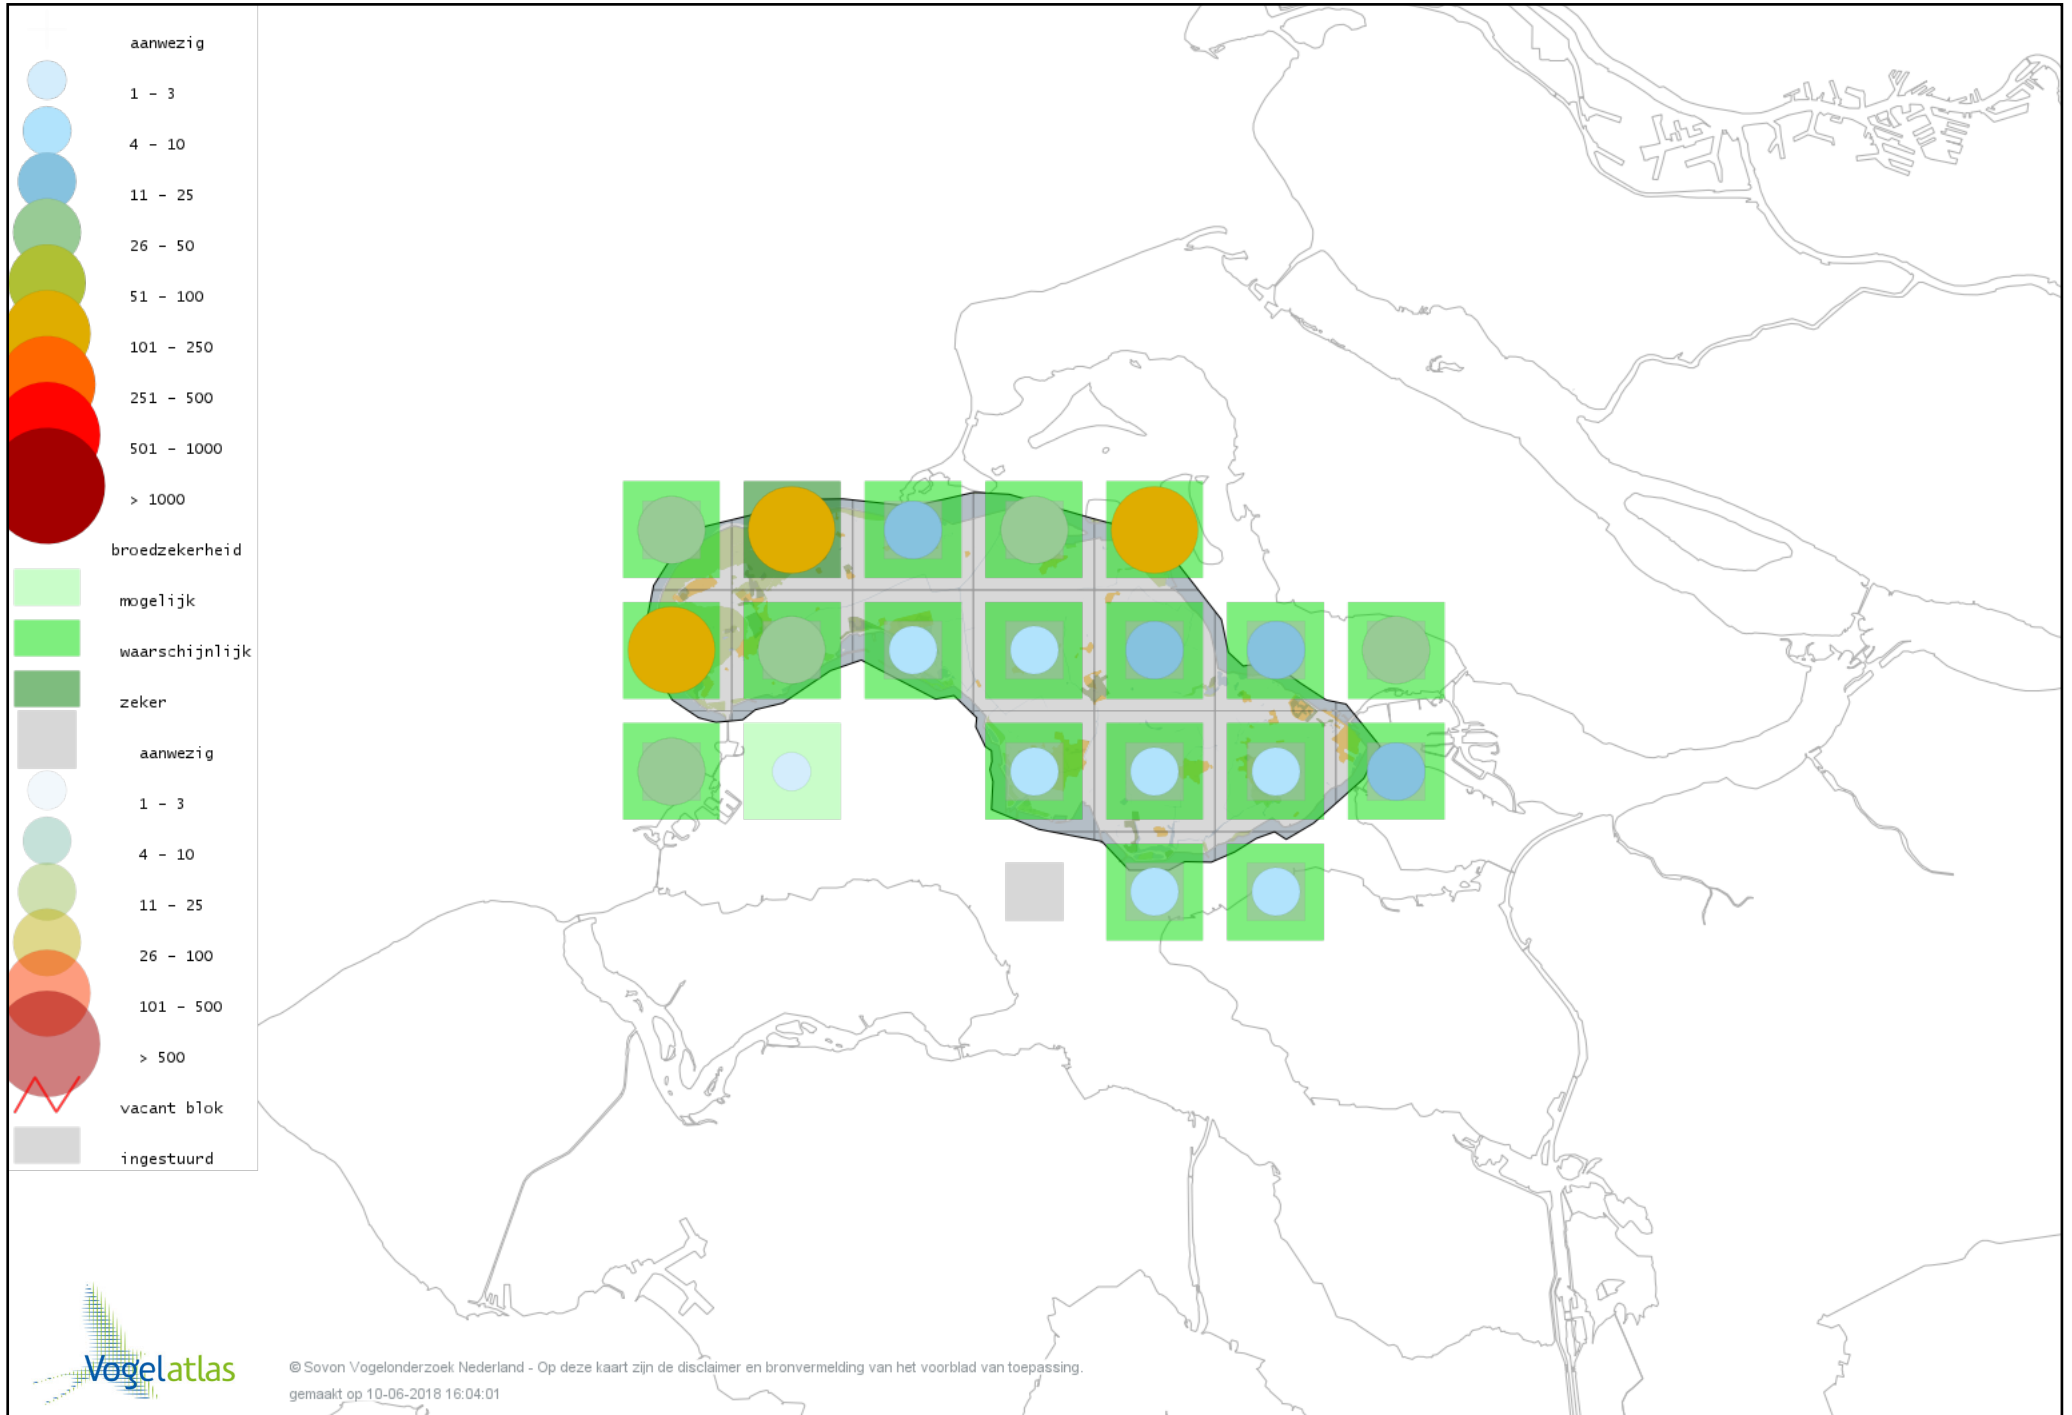 aanwezig
1 - 3
4 - 10
11 - 25
26 - 50
51 - 100
101 - 250
251 - 500
501 - 1000
> 1000
broedzekerheid
mogelijk
waarschijnlijk
zeker
aanwezig
1 - 3
4 - 10
11 - 25
26 - 100
101 - 500
> 500
vacant blok
ingestuurd
Vogelatlas
© Sovon Vogelonderzoek Nederland - Op deze kaart zijn de disclaimer en bronvermelding van het voorblad van toepassing.
gemaakt op 10-06-2018 16:04:01